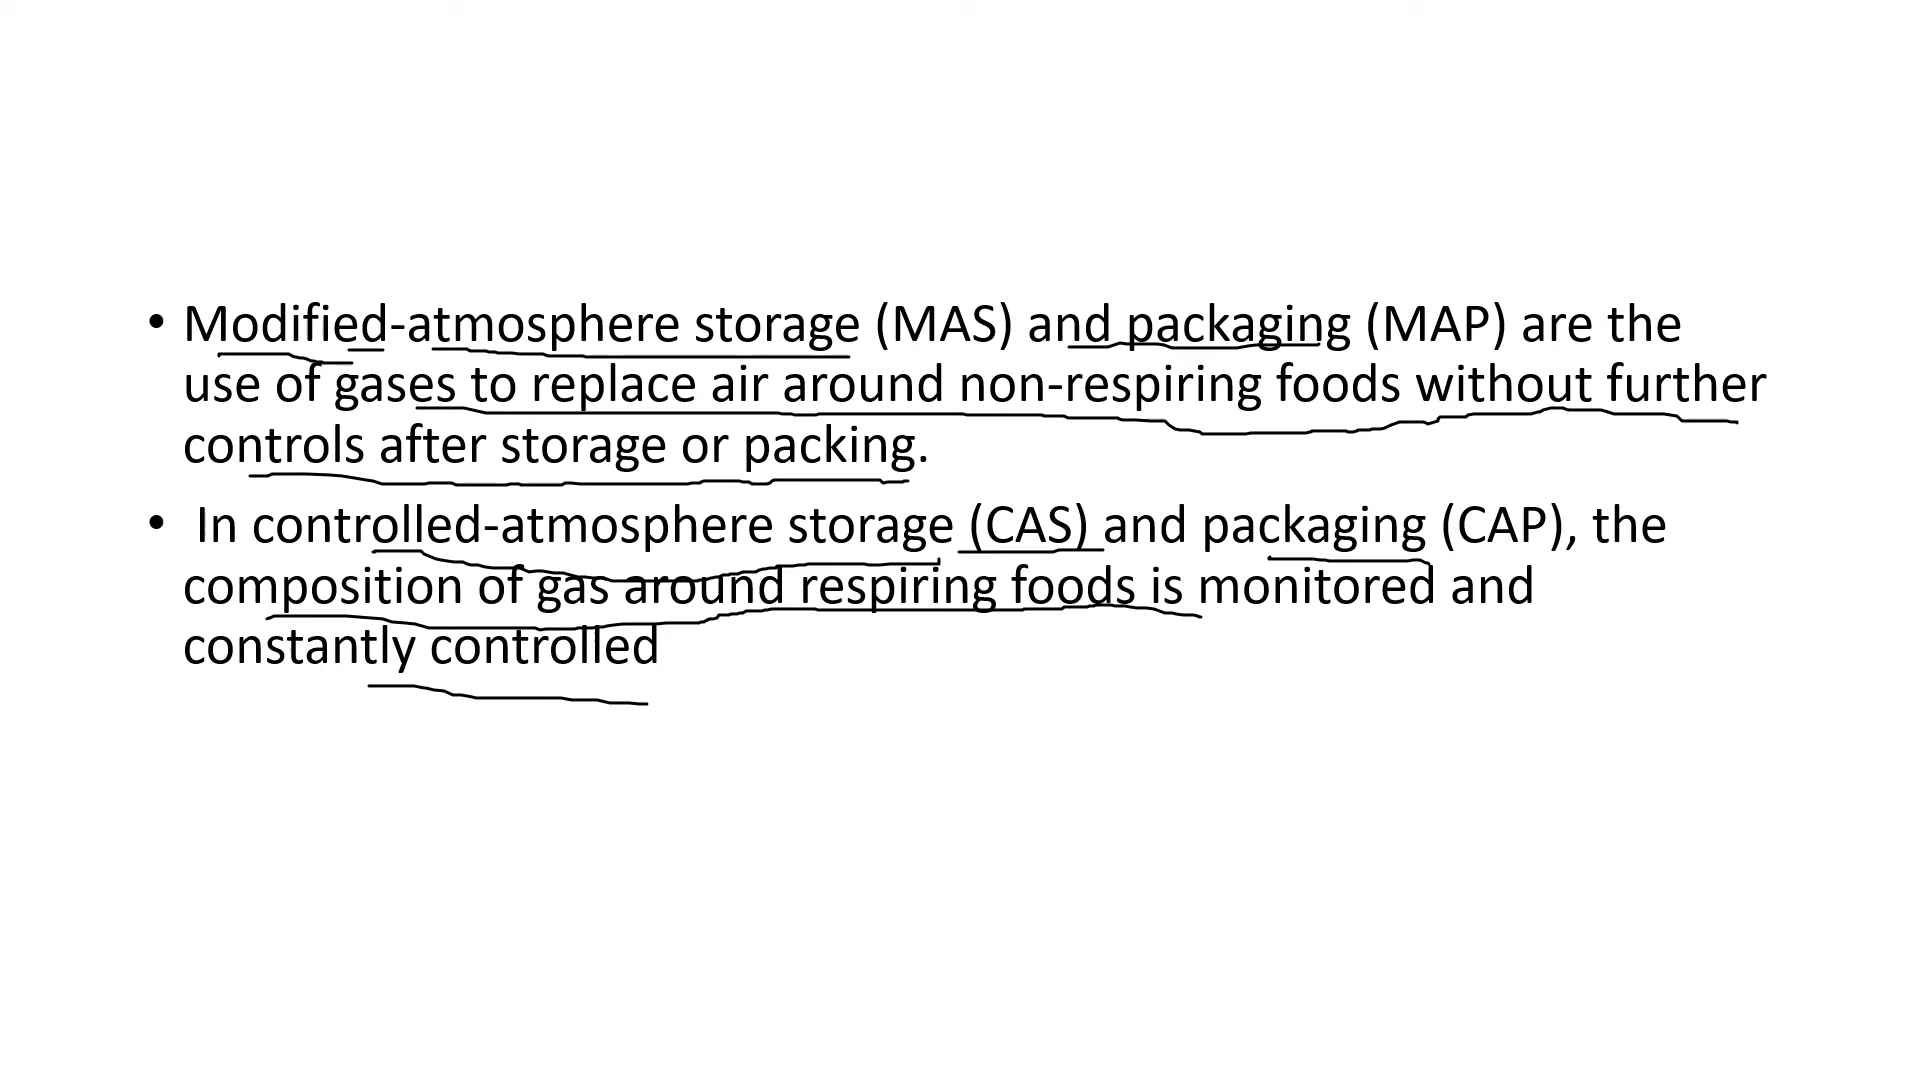 • Modified-atmosphere storage (MAS) and packaging (MAP) are the
use of gases to replace air around non-respiring foods without further
controls after storage or packing.
• In controlled-atmosphere storage (CAS) and packaging (CAP), the
composition of gas around respiring foods is monitored and
constantly controlled